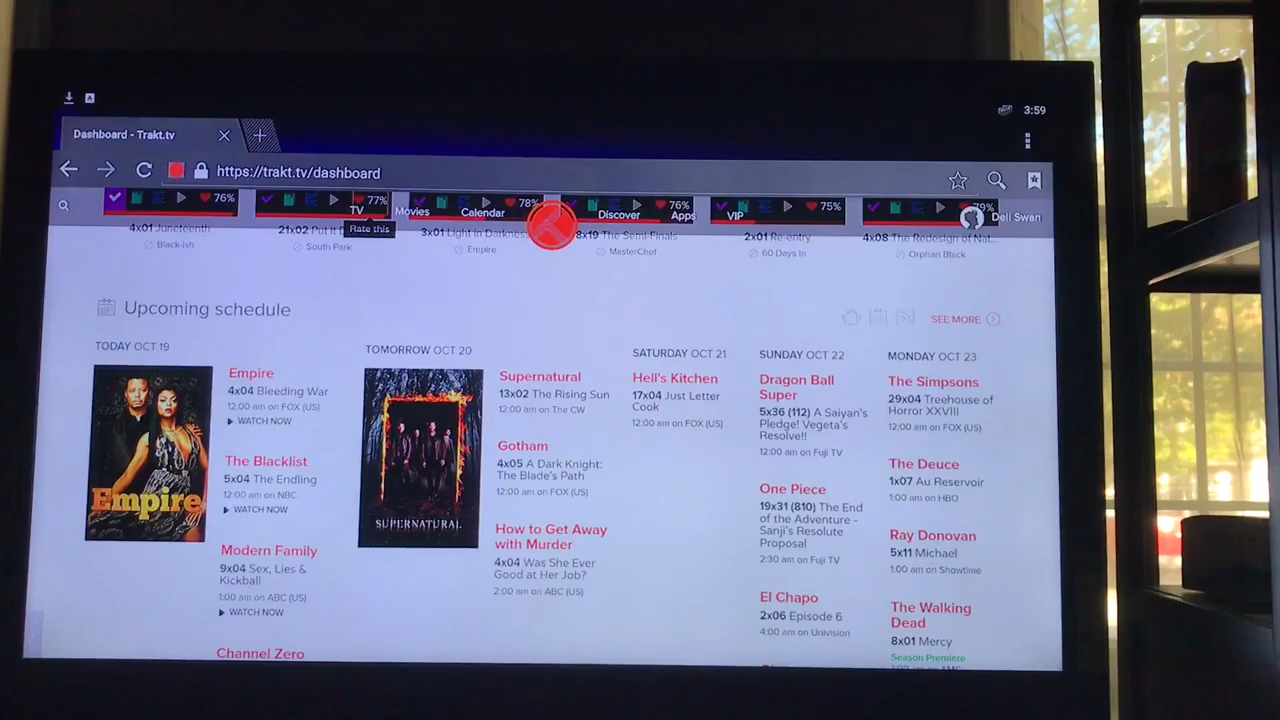 3:59
Dashboard - Trakt.tv
https://trakt.tv/dashboard
76%
77%
78%
76%
75%
79%
TV
Movies
Calendar
Discover
Apps
VIP
Deli Swan
Rate this
4x01 Juneteenth
Black-ish
21x02 Put It D
South Park
3x01 Light In Darkness
Empire
8x19 The Semi-Finals
MasterChef
2x01 Re-entry
60 Days In
4x08 The Redesign of Nat...
Orphan Black
Upcoming schedule
SEE MORE
TODAY OCT 19
Empire
Empire
4x04 Bleeding War
12:00 am on FOX (US)
WATCH NOW
The Blacklist
5x04 The Endling
12:00 am on NBC
WATCH NOW
Modern Family
9x04 Sex, Lies &
Kickball
1:00 am on ABC (US)
WATCH NOW
Channel Zero
TOMORROW OCT 20
SUPERNATURAL
Supernatural
13x02 The Rising Sun
12:00 am on The CW
Gotham
4x05 A Dark Knight:
The Blade's Path
12:00 am on FOX (US)
How to Get Away
with Murder
4x04 Was She Ever
Good at Her Job?
2:00 am on ABC (US)
SATURDAY OCT 21
Hell's Kitchen
17x04 Just Letter
Cook
12:00 am on FOX (US)
SUNDAY OCT 22
Dragon Ball
Super
5x36 (112) A Saiyan's
Pledge! Vegeta's
Resolve!!
12:00 am on Fuji TV
One Piece
19x31 (810) The End
of the Adventure -
Sanji's Resolute
Proposal
2:30 am on Fuji TV
El Chapo
2x06 Episode 6
4:00 am on Univision
MONDAY OCT 23
The Simpsons
29x04 Treehouse of
Horror XXVIII
12:00 am on FOX (US)
The Deuce
1x07 Au Reservoir
1:00 am on HBO
Ray Donovan
5x11 Michael
1:00 am on Showtime
The Walking
Dead
8x01 Mercy
Season Premiere